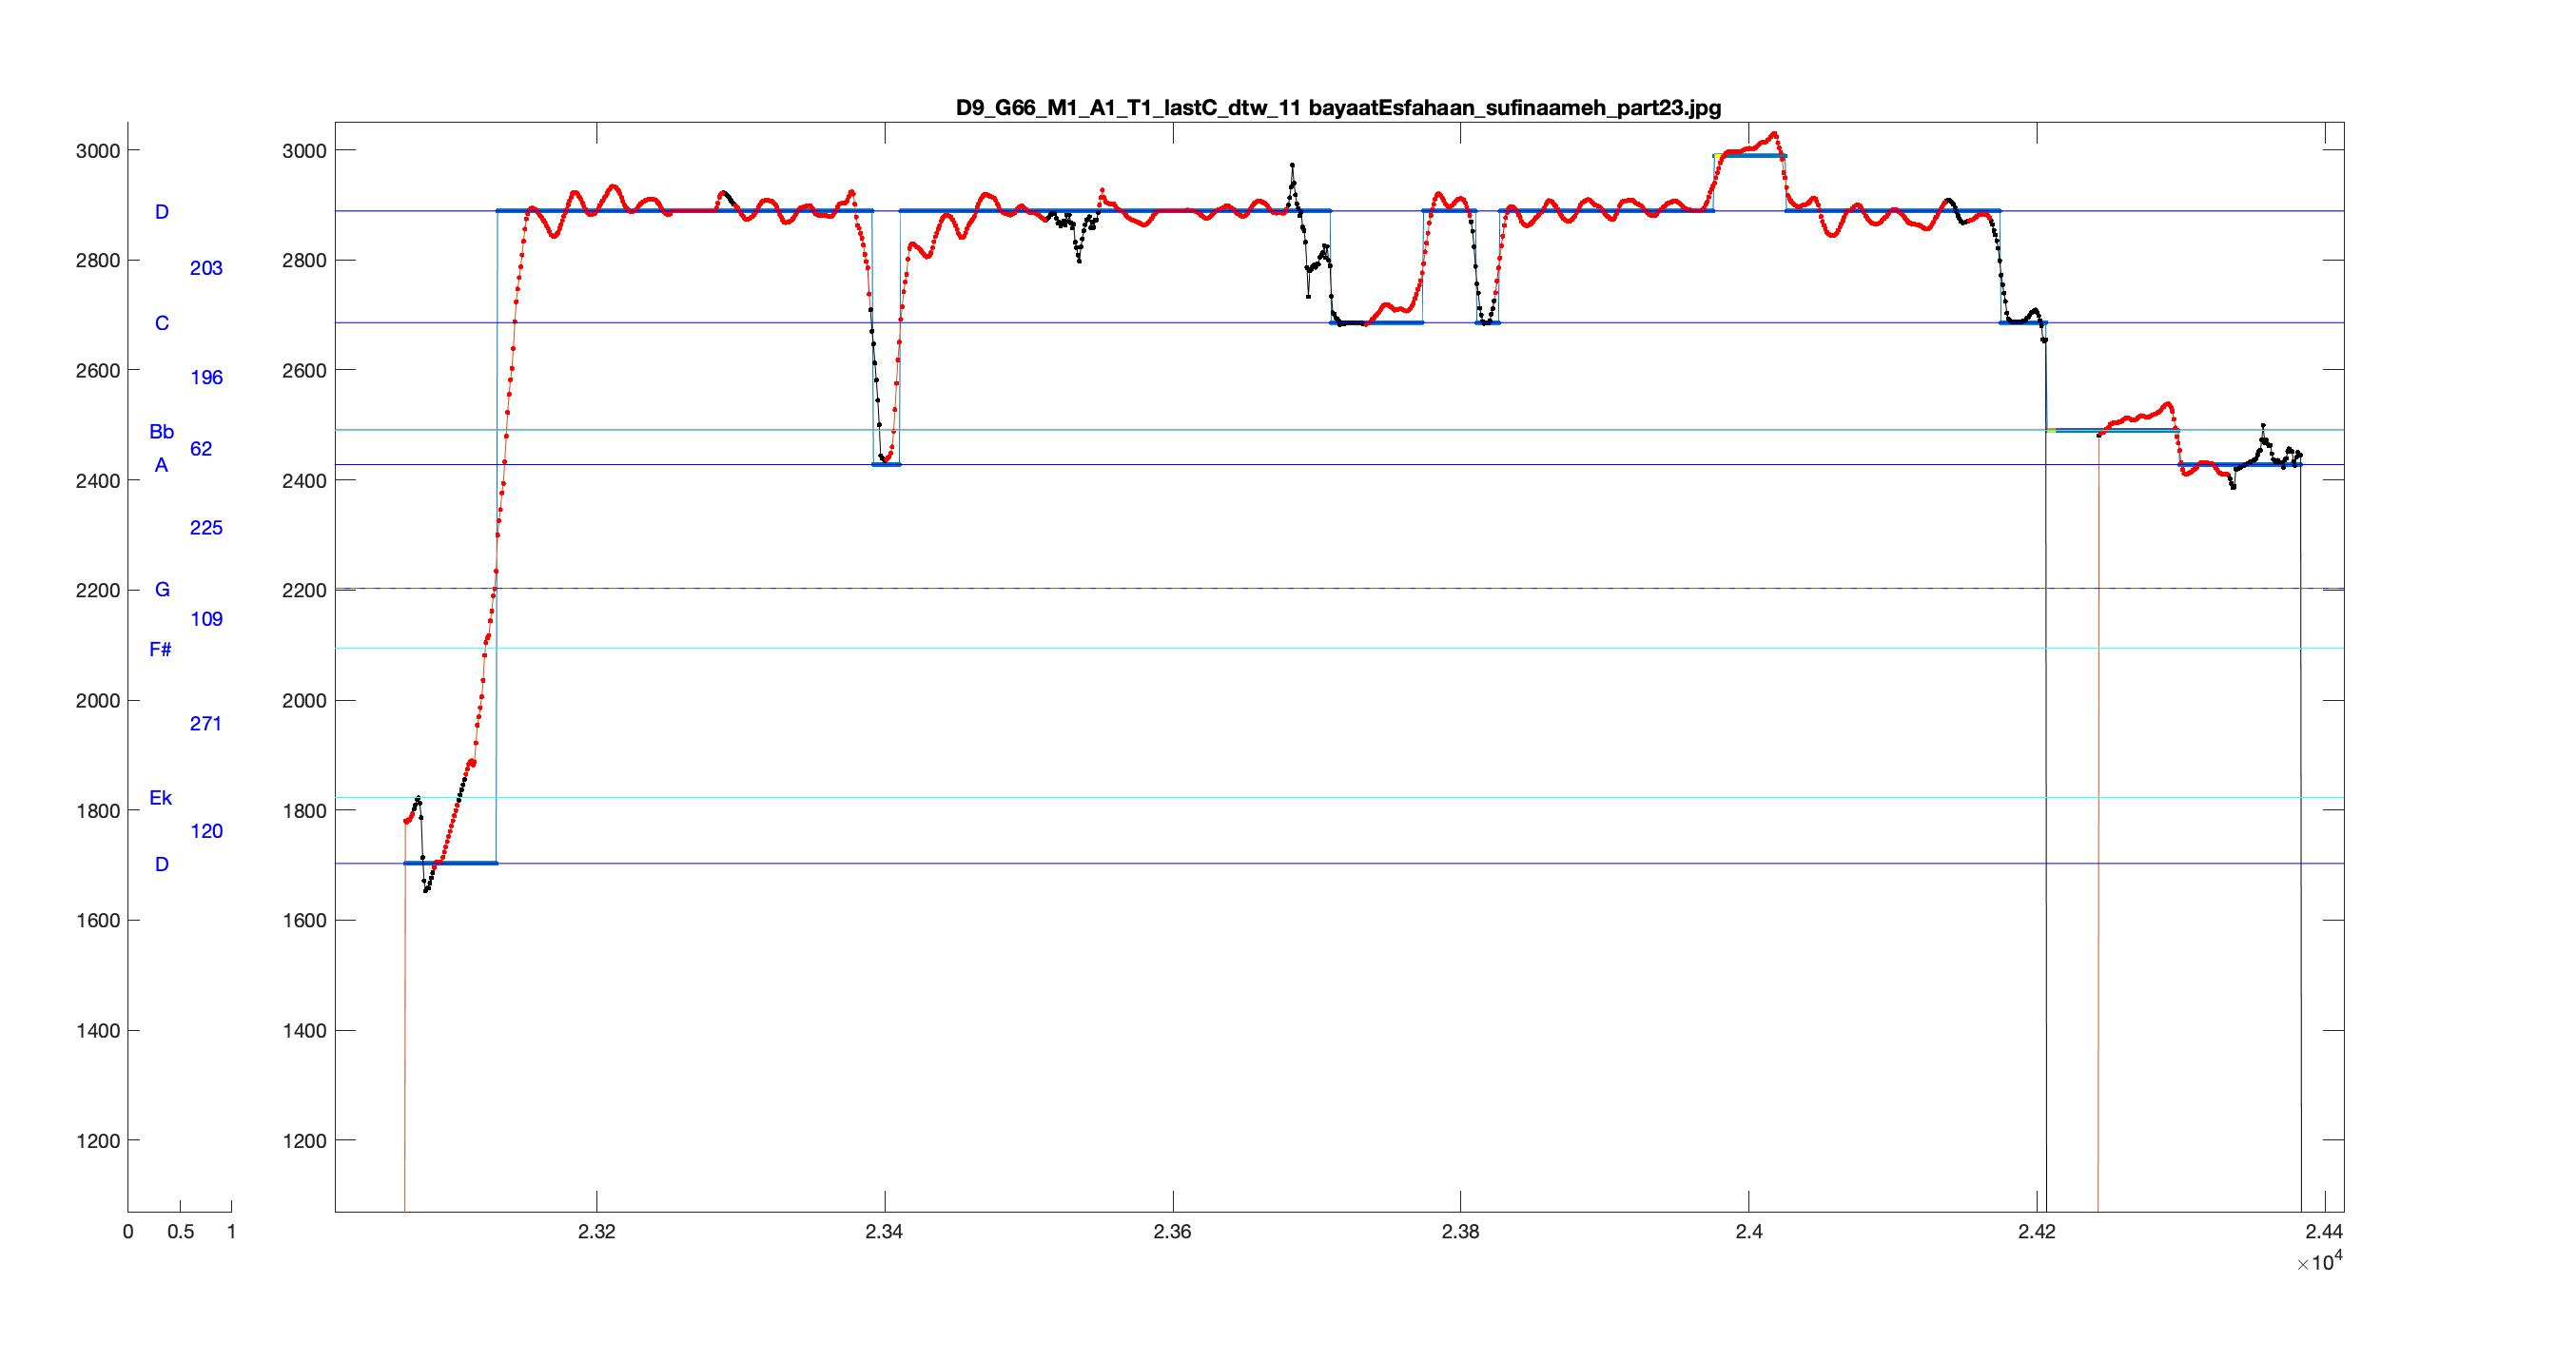 D9_G66_M1_A1_T1_lastC_dtw_11 bayaatEsfahaan_sufinaameh_part23.jpg
3000 3000
D
203
2800 2800
C
196
2600 2600
Bb
62
A
2400 2400
225
G
2200 2200
109
F#
271
2000 2000
Ek
1800 1800
120
D
1600 1600
1400 1400
1200 1200
0 0.5 1 2.32 2.34 2.36 2.38 2.4 2.42 2.44
×10⁴